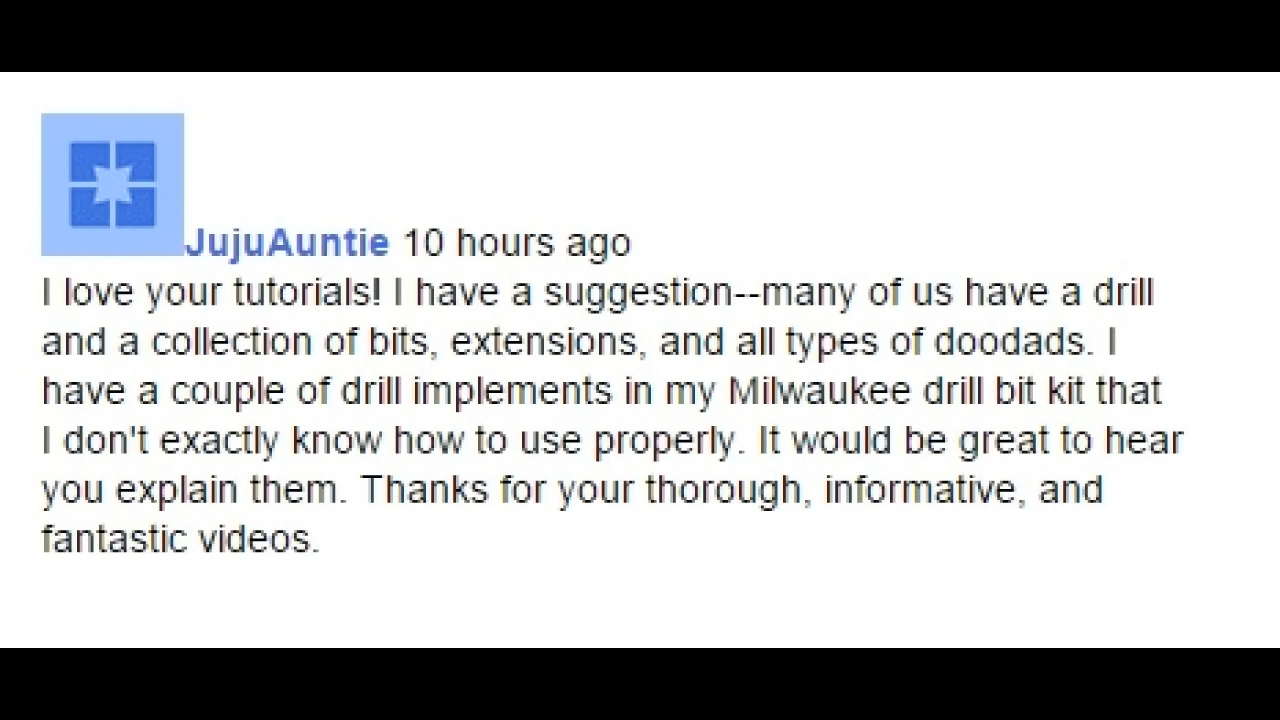 JujuAuntie 10 hours ago
I love your tutorials! I have a suggestion--many of us have a drill
and a collection of bits, extensions, and all types of doodads. I
have a couple of drill implements in my Milwaukee drill bit kit that
I don't exactly know how to use properly. It would be great to hear
you explain them. Thanks for your thorough, informative, and
fantastic videos.